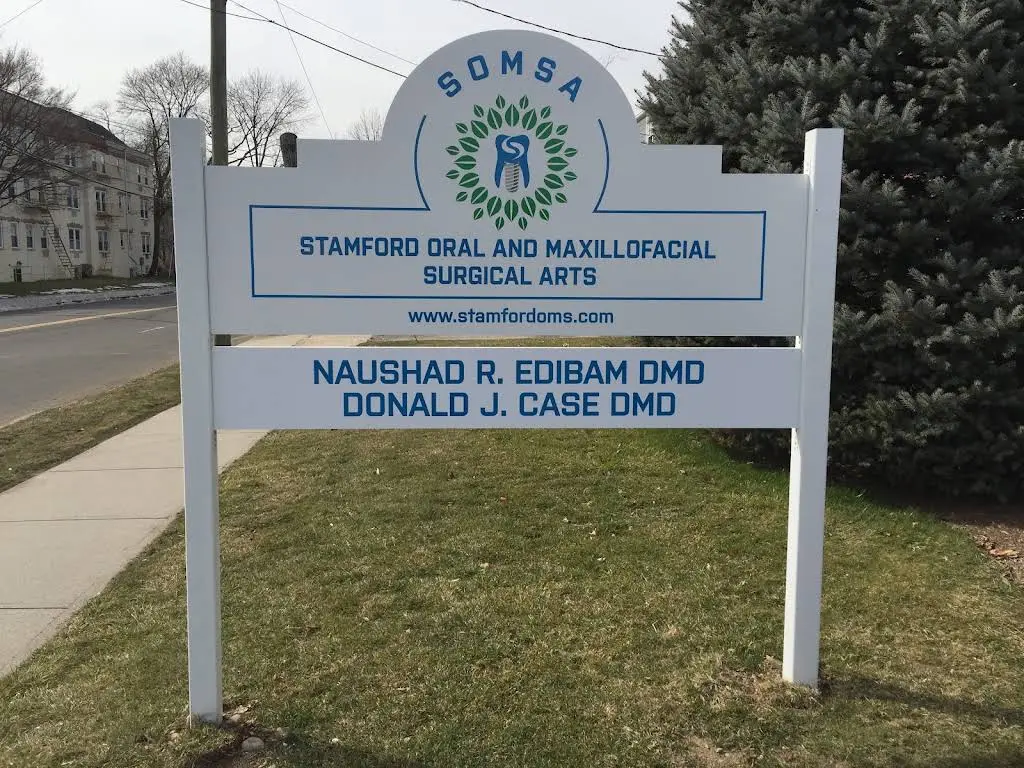 SOMSA
STAMFORD ORAL AND MAXILLOFACIAL
SURGICAL ARTS
www.stamfordoms.com
NAUSHAD R. EDIBAM DMD
DONALD J. CASE DMD